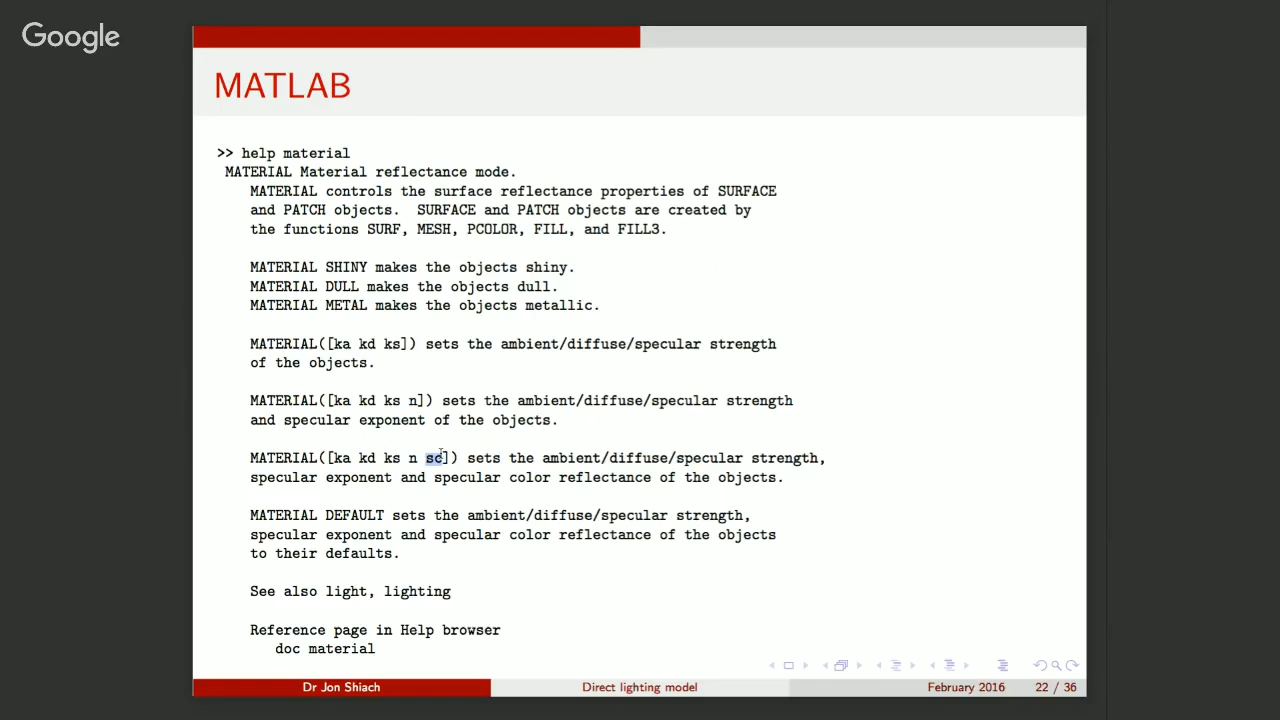 Google
MATLAB
>> help material
MATERIAL Material reflectance mode.
MATERIAL controls the surface reflectance properties of SURFACE
and PATCH objects.  SURFACE and PATCH objects are created by
the functions SURF, MESH, PCOLOR, FILL, and FILL3.
MATERIAL SHINY makes the objects shiny.
MATERIAL DULL makes the objects dull.
MATERIAL METAL makes the objects metallic.
MATERIAL([ka kd ks]) sets the ambient/diffuse/specular strength
of the objects.
MATERIAL([ka kd ks n]) sets the ambient/diffuse/specular strength
and specular exponent of the objects.
MATERIAL([ka kd ks n sc]) sets the ambient/diffuse/specular strength,
specular exponent and specular color reflectance of the objects.
MATERIAL DEFAULT sets the ambient/diffuse/specular strength,
specular exponent and specular color reflectance of the objects
to their defaults.
See also light, lighting
Reference page in Help browser
doc material
Dr Jon Shiach Direct lighting model February 2016 22 / 36